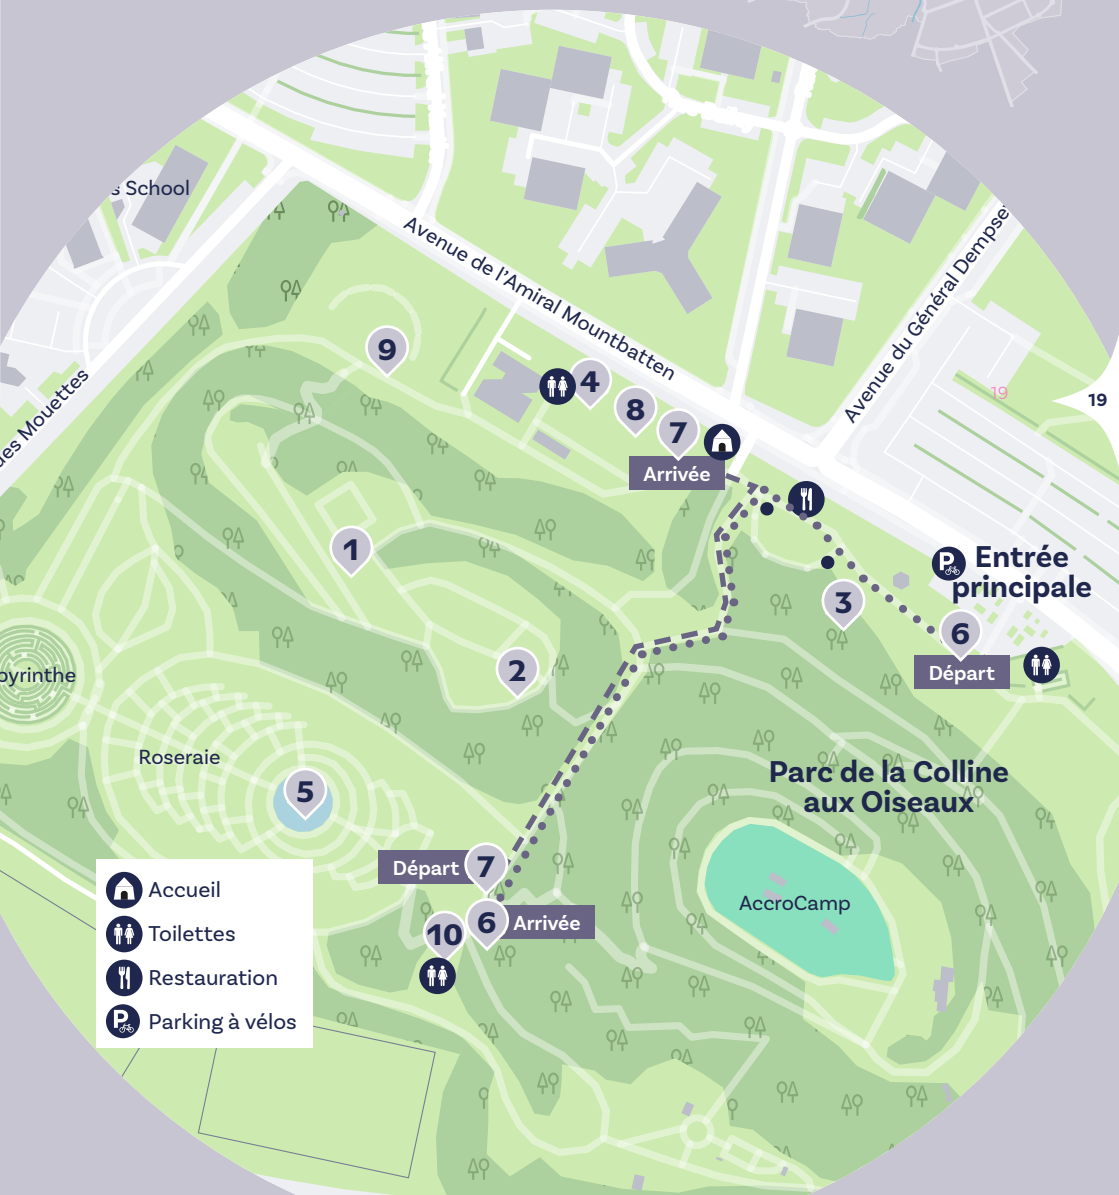 School
Avenue de l'Amiral Mountbatten
Avenue du Général
des Mouettes
9
4
8
7
Arrivée
19
19
1
Entrée
principale
3
6
Départ
2
Roseraie
Parc de la Colline
aux Oiseaux
5
7
Départ
AccroCamp
6
Arrivée
10
Accueil
Toilettes
Restauration
P
Parking à vélos
P